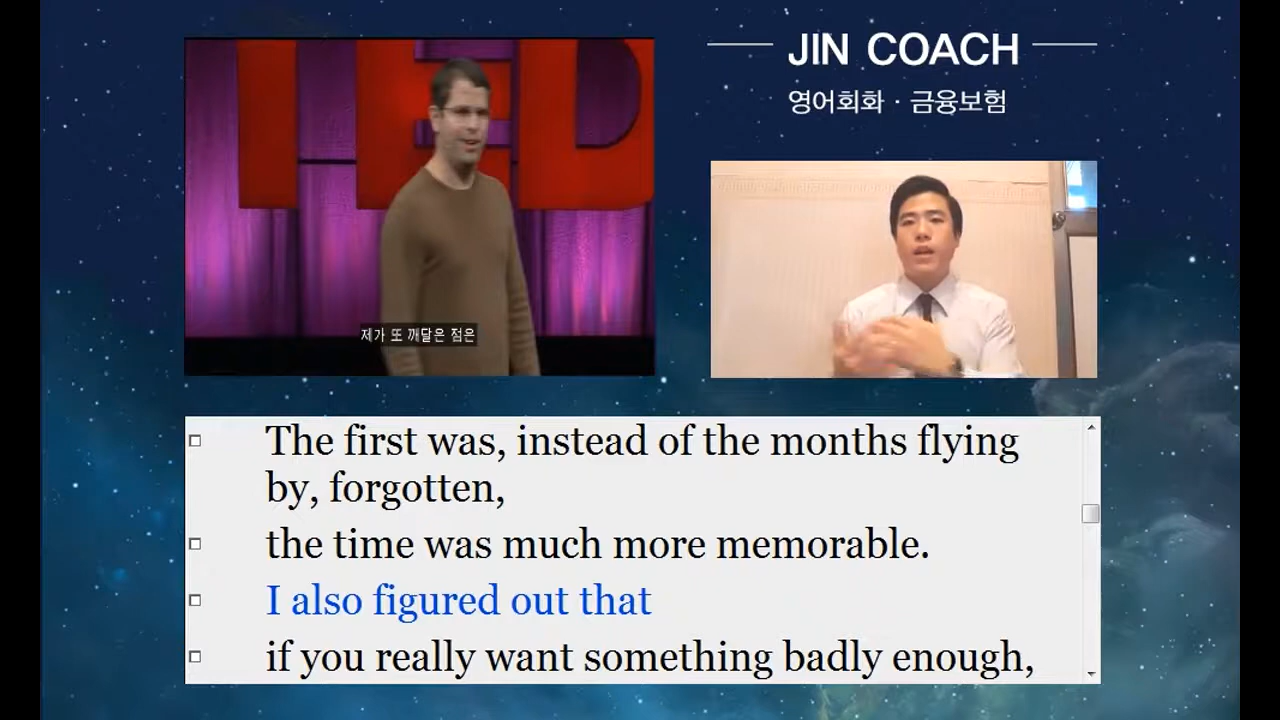 TED
JIN COACH
영어회화 · 금융보험
저가 또 깨달은 점은
The first was, instead of the months flying
by, forgotten,
the time was much more memorable.
I also figured out that
if you really want something badly enough,